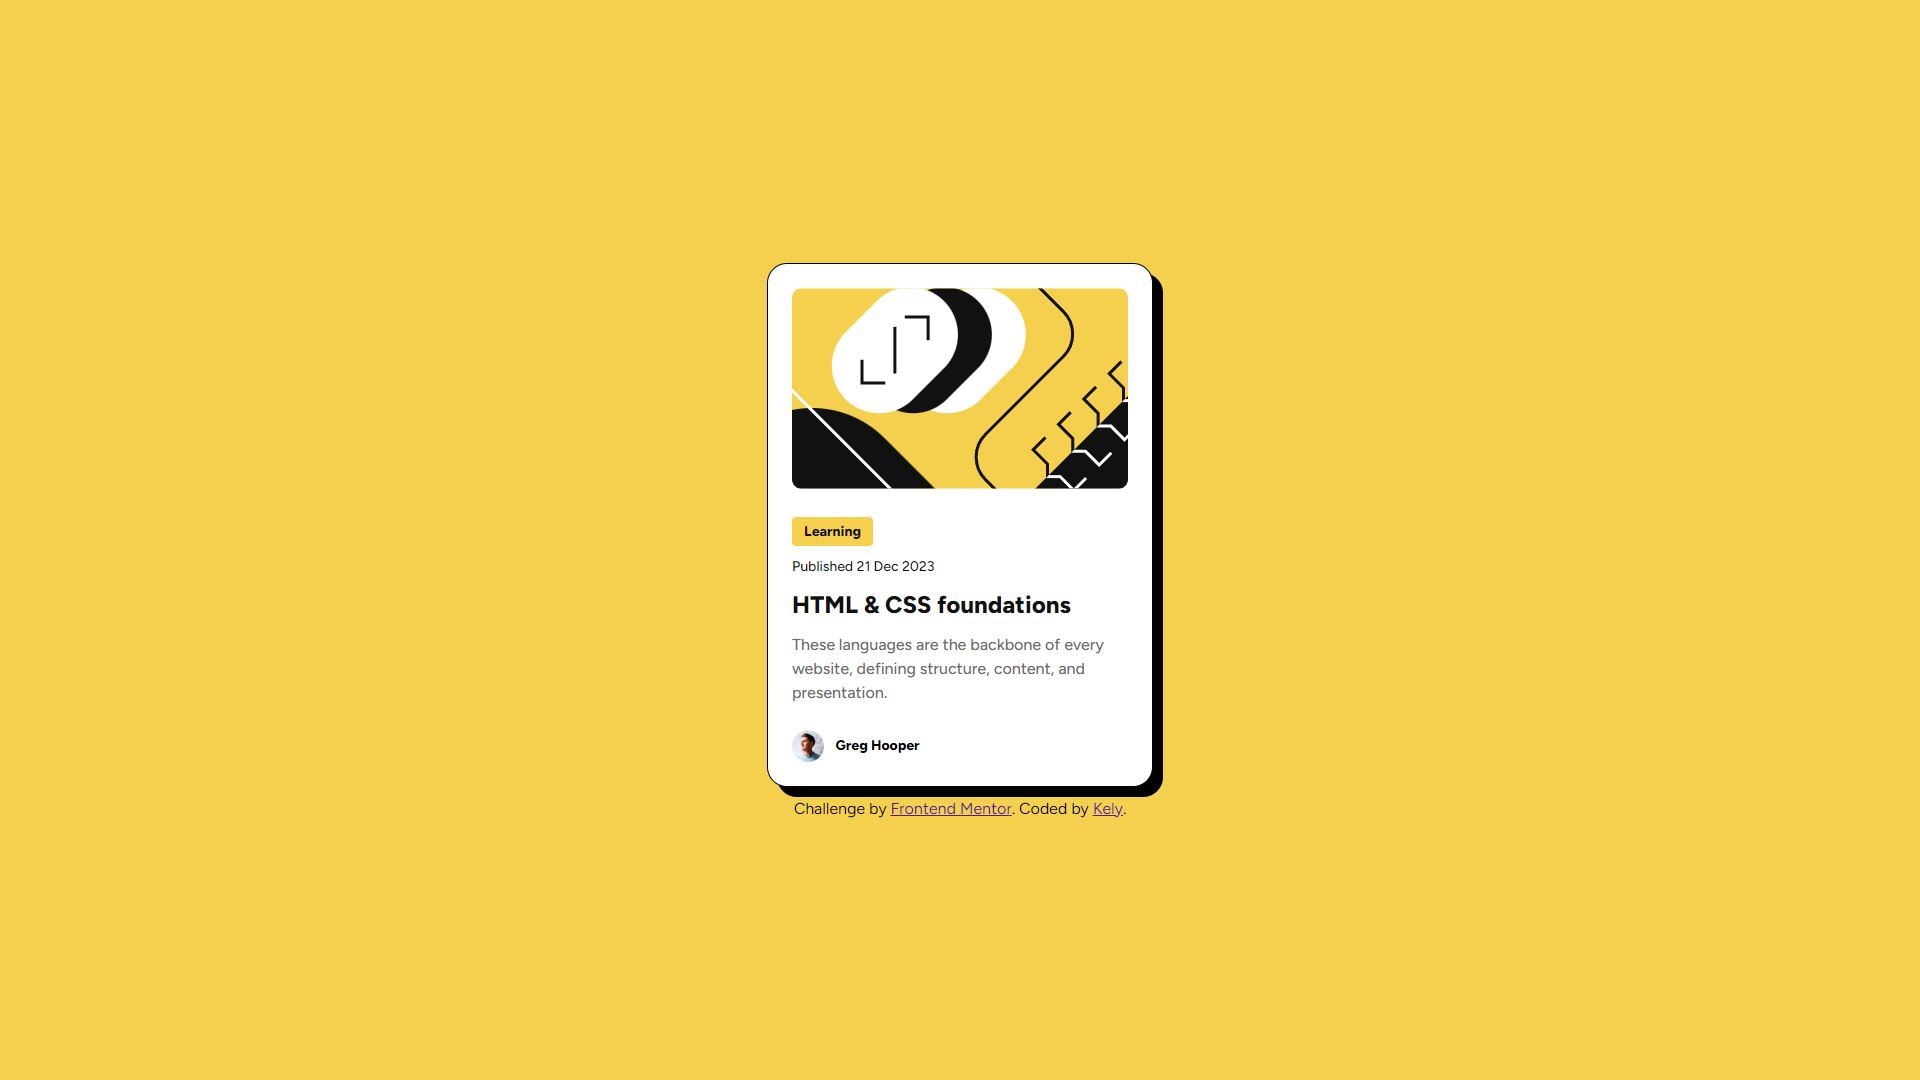 Learning
Published 21 Dec 2023
HTML & CSS foundations
These languages are the backbone of every
website, defining structure, content, and
presentation.
Greg Hooper
Challenge by Frontend Mentor. Coded by Kely.